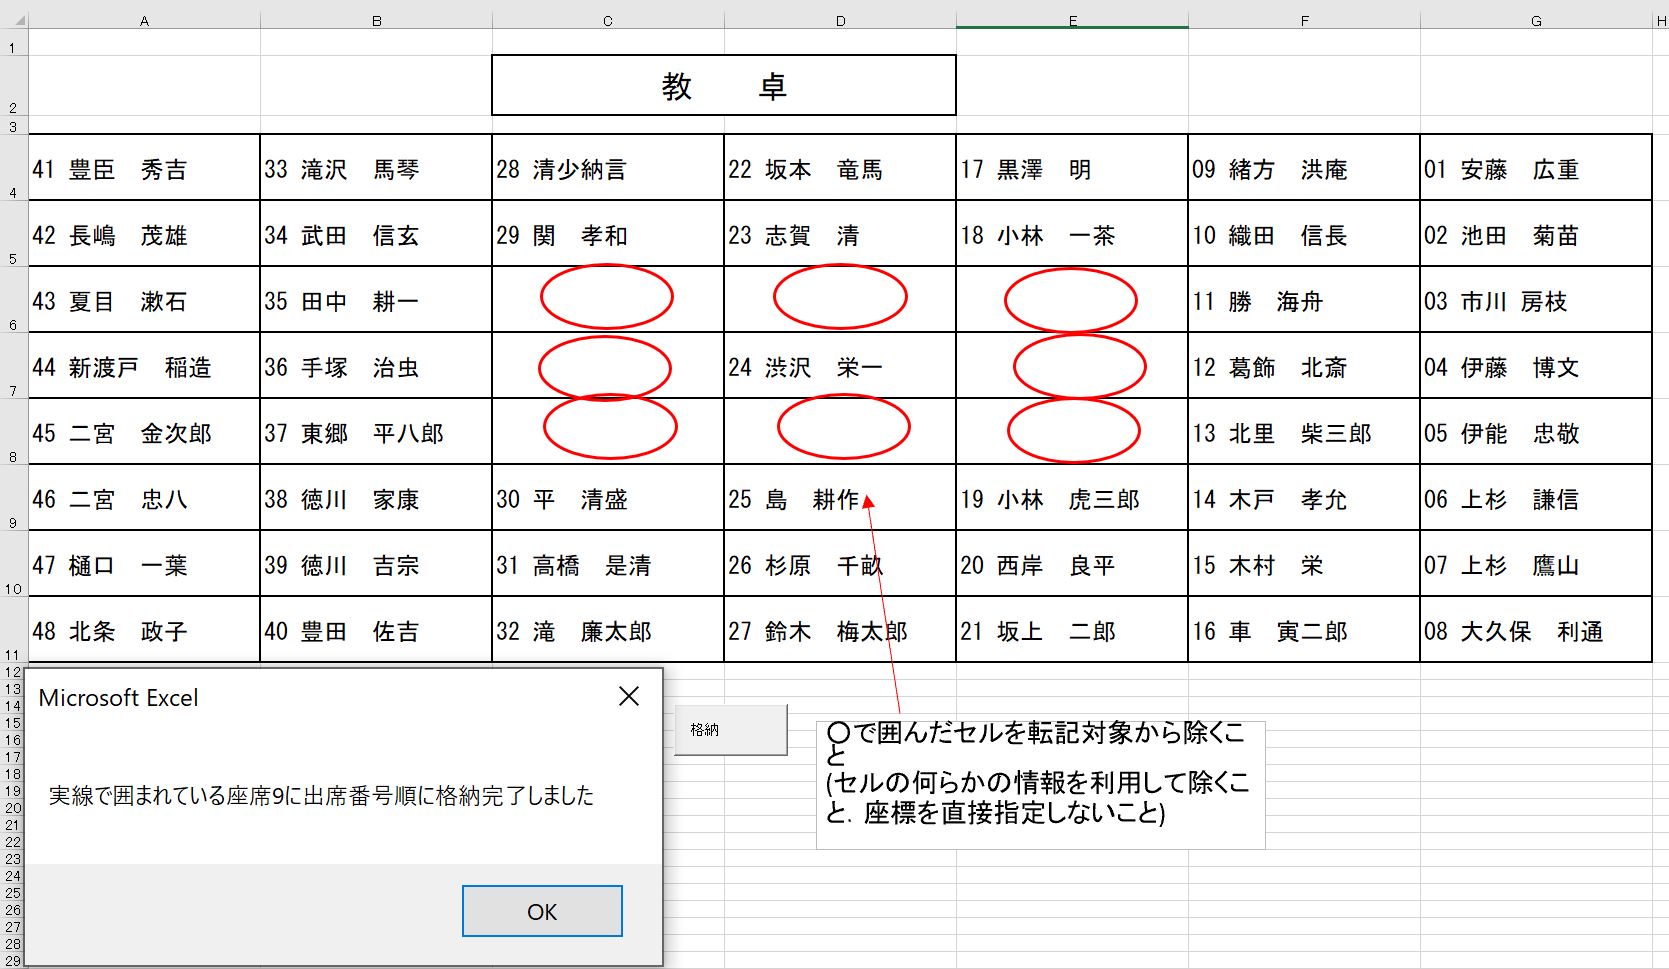 A B C D E F G H
1
教 卓
2
3
41 豊臣 秀吉 33 滝沢 馬琴 28 清少納言 22 坂本 竜馬 17 黒澤 明 09 緒方 洪庵 01 安藤 広重
4
42 長嶋 茂雄 34 武田 信玄 29 関 孝和 23 志賀 清 18 小林 一茶 10 織田 信長 02 池田 菊苗
5
43 夏目 漱石 35 田中 耕一 11 勝 海舟 03 市川 房枝
6
44 新渡戸 稲造 36 手塚 治虫 24 渋沢 栄一 12 葛飾 北斎 04 伊藤 博文
7
45 二宮 金次郎 37 東郷 平八郎 13 北里 柴三郎 05 伊能 忠敬
8
46 二宮 忠八 38 徳川 家康 30 平 清盛 25 島 耕作 19 小林 虎三郎 14 木戸 孝允 06 上杉 謙信
9
47 樋口 一葉 39 徳川 吉宗 31 高橋 是清 26 杉原 千畝 20 西岸 良平 15 木村 栄 07 上杉 鷹山
10
48 北条 政子 40 豊田 佐吉 32 滝 廉太郎 27 鈴木 梅太郎 21 坂上 二郎 16 車 寅二郎 08 大久保 利通
11
12
13
14
15
16
17
18
19
20
21
22
23
24
25
26
27
28
29
Microsoft Excel
実線で囲まれている座席9に出席番号順に格納完了しました
OK
格納
〇で囲んだセルを転記対象から除くこ
と
(セルの何らかの情報を利用して除くこ
と．座標を直接指定しないこと)